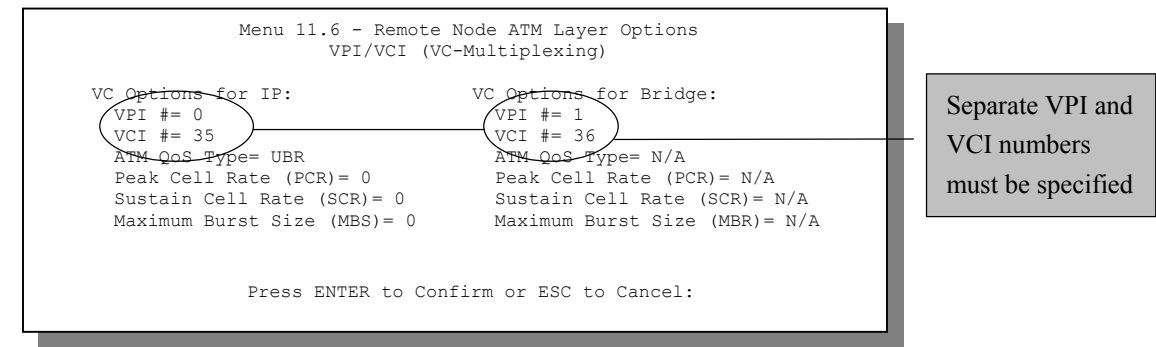 Menu 11.6 - Remote Node ATM Layer Options
VPI/VCI (VC-Multiplexing)
VC Options for IP: VC Options for Bridge:
VPI #= 0 VPI #= 1
VCI #= 35 VCI #= 36
ATM QoS Type= UBR ATM QoS Type= N/A
Peak Cell Rate (PCR)= 0 Peak Cell Rate (PCR)= N/A
Sustain Cell Rate (SCR)= 0 Sustain Cell Rate (SCR)= N/A
Maximum Burst Size (MBS)= 0 Maximum Burst Size (MBR)= N/A
Press ENTER to Confirm or ESC to Cancel:
Separate VPI and
VCI numbers
must be specified